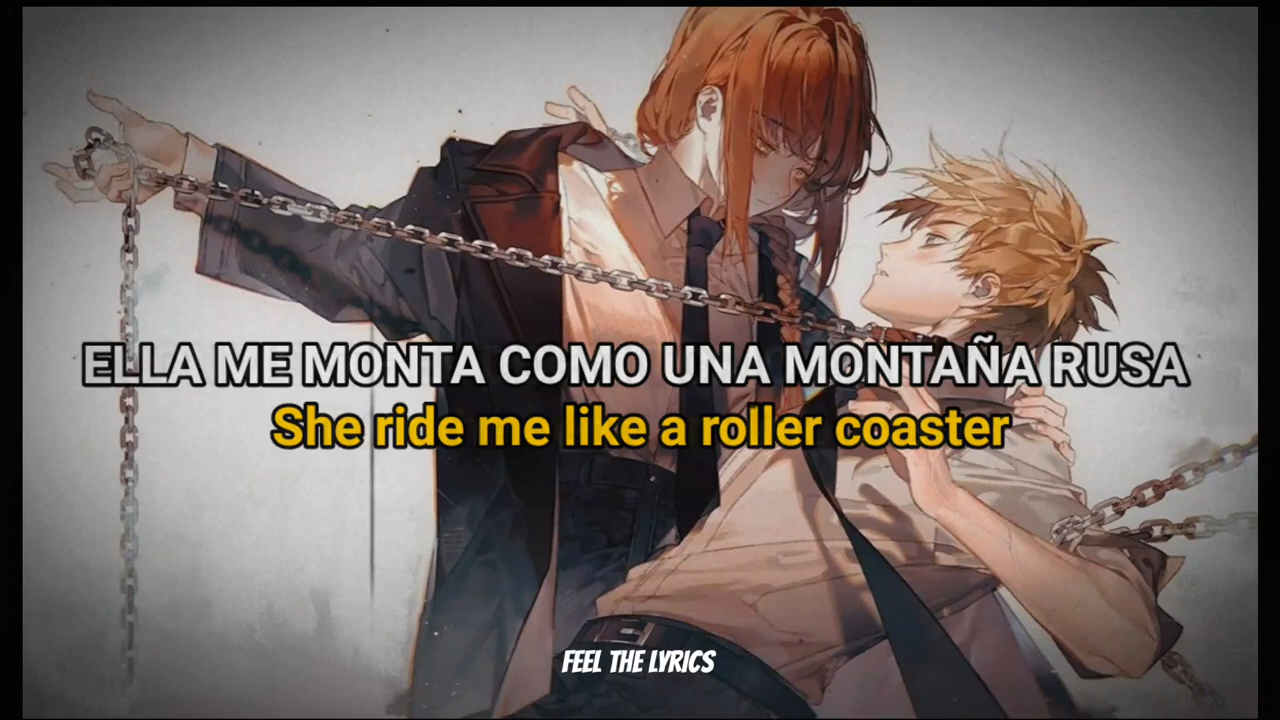 ELLA ME MONTA COMO UNA MONTAÑA RUSA
She ride me like a roller coaster
FEEL THE LYRICS